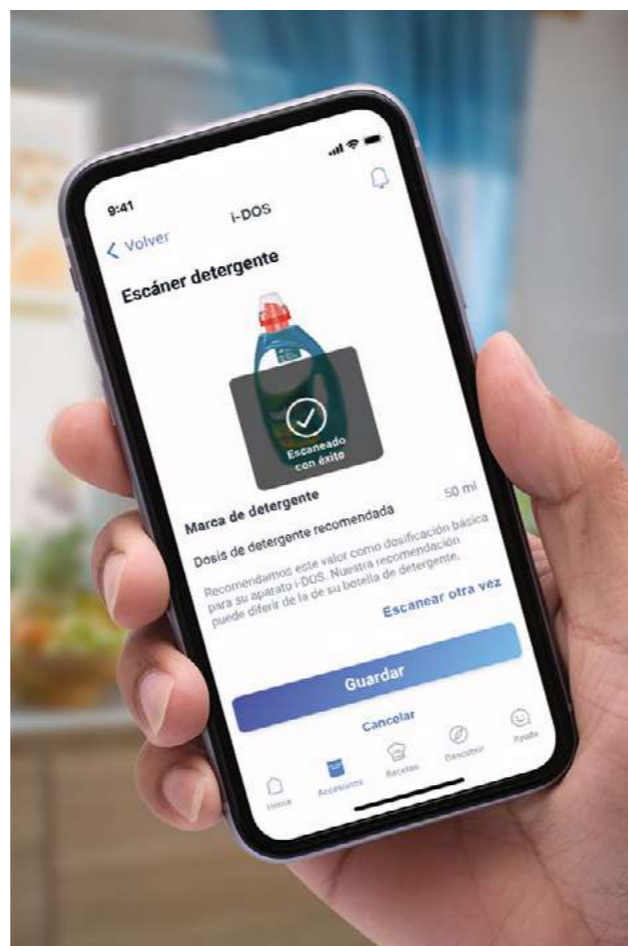 9:41
Volver
i-DOS
Escáner detergente
Escaneado
con éxito
Marca de detergente
Dosis de detergente recomendada 50 ml
Recomendamos este valor como dosificación básica
para su aparato i-DOS. Nuestra recomendación
puede diferir de la de su botella de detergente.
Escanear otra vez
Guardar
Cancelar
Home
Accesorios
Recetas
Descubrir
Ayuda